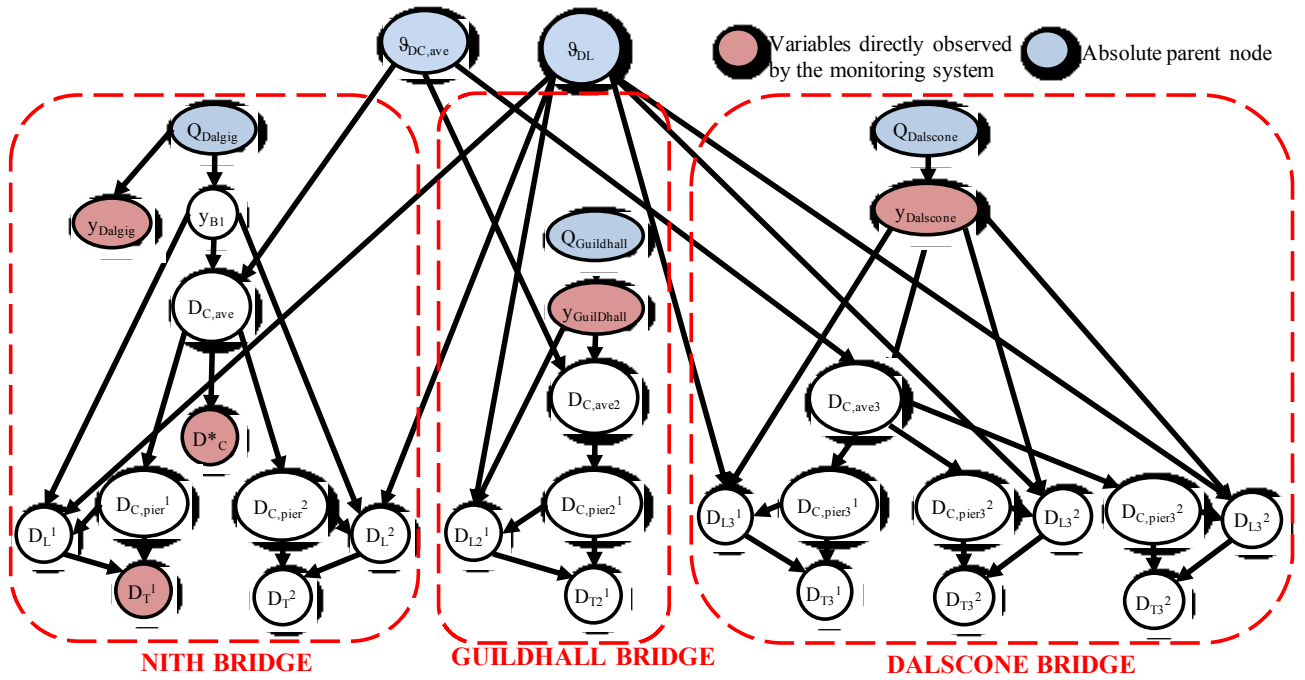 ϑDC,ave
ϑDL
Variables directly observed
by the monitoring system
Absolute parent node
QDalgig
yDalgig
yB1
DC,ave
D*C
DC,pier1
DC,pier2
DL1
DL2
DT1
DT2
NITH BRIDGE
QGuildhall
yGuilDhall
DC,ave2
DC,pier21
DL21
DT21
GUILDHALL BRIDGE
QDalscone
yDalscone
DC,ave3
DL31
DC,pier31
DC,pier32
DL32
DC,pier32
DL32
DT31
DT32
DT32
DALSCONE BRIDGE